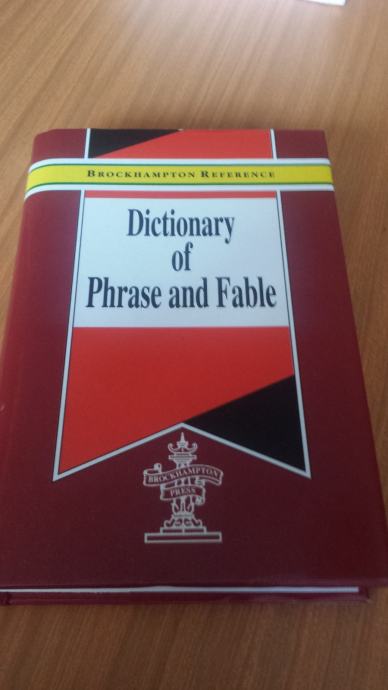 BROCKHAMPTON REFERENCE
Dictionary
of
Phrase and Fable
BROCKHAMPTON
PRESS